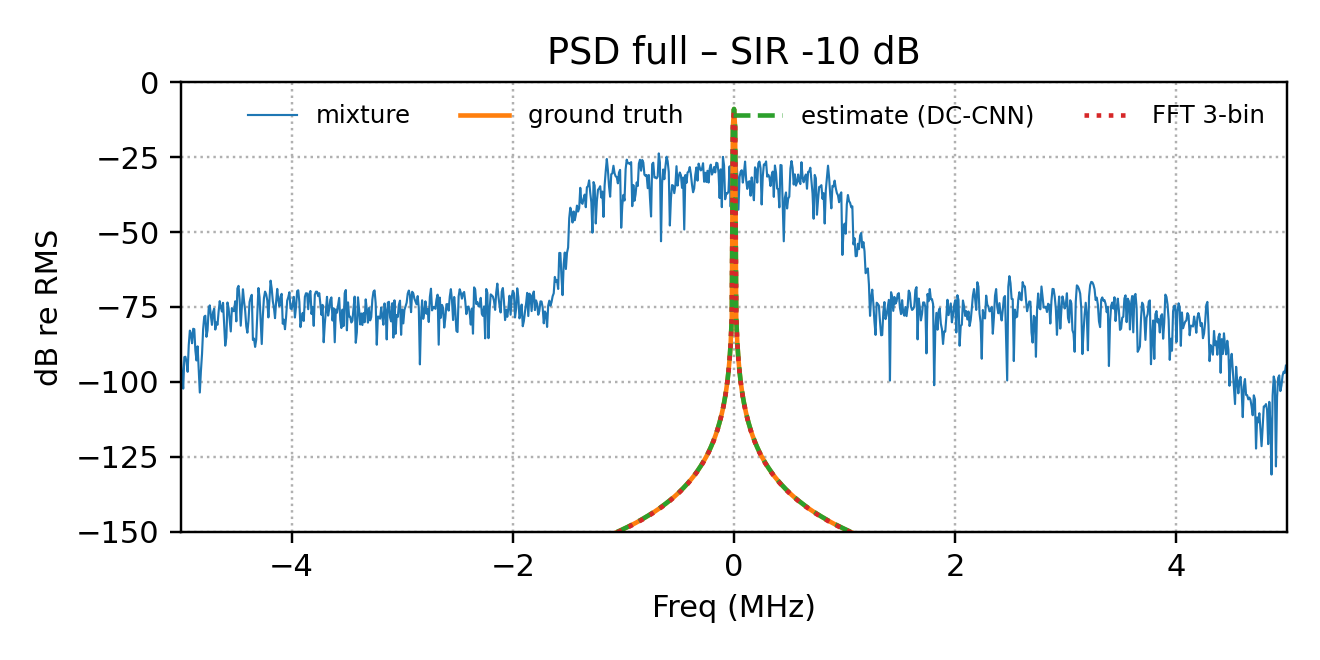 PSD full – SIR -10 dB
mixture ground truth estimate (DC-CNN) FFT 3-bin
dB re RMS
0
−25
−50
−75
−100
−125
−150
−4 −2 0 2 4
Freq (MHz)